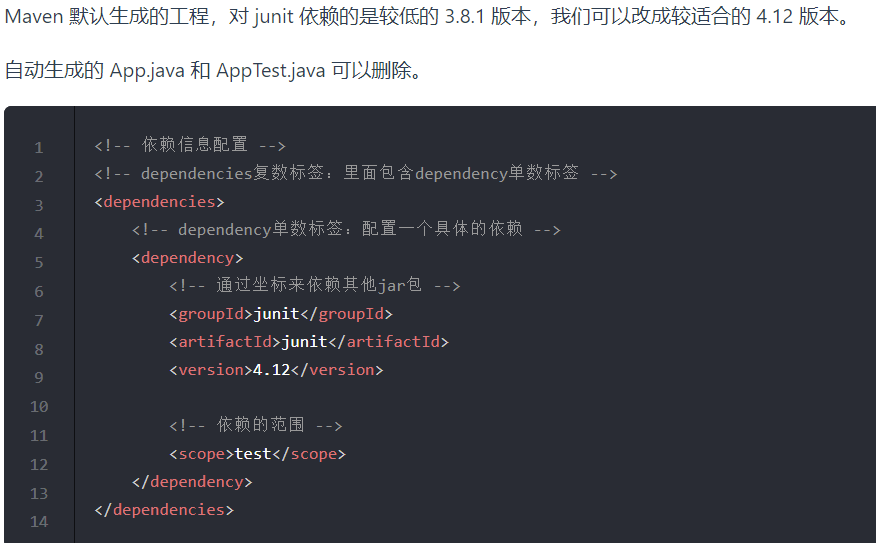 Maven 默认生成的工程，对 junit 依赖的是较低的 3.8.1 版本，我们可以改成较适合的 4.12 版本。
自动生成的 App.java 和 AppTest.java 可以删除。
1 <!-- 依赖信息配置 -->
2 <!-- dependencies复数标签：里面包含dependency单数标签 -->
3 <dependencies>
4     <!-- dependency单数标签：配置一个具体的依赖 -->
5     <dependency>
6         <!-- 通过坐标来依赖其他jar包 -->
7         <groupId>junit</groupId>
8         <artifactId>junit</artifactId>
9         <version>4.12</version>
10
11         <!-- 依赖的范围 -->
12         <scope>test</scope>
13     </dependency>
14 </dependencies>